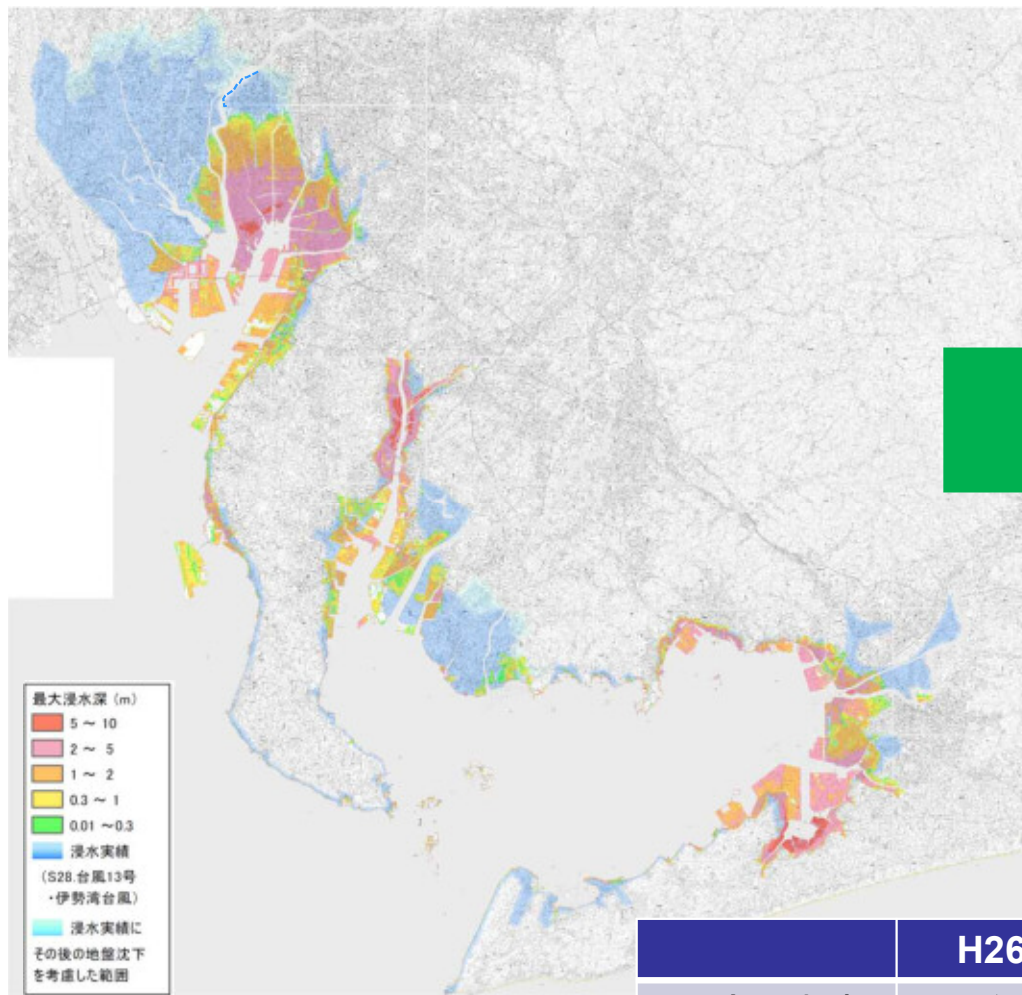 最大浸水深 (m)
5 ～ 10
2 ～ 5
1 ～ 2
0.3 ～ 1
0.01 ～0.3
浸水実績
(S28.台風13号
・伊勢湾台風)
浸水実績に
その後の地盤沈下
を考慮した範囲
H26